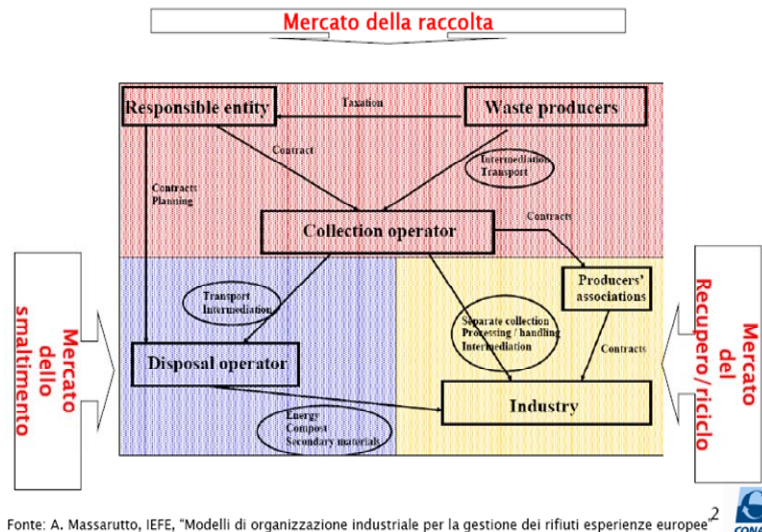 Mercato della raccolta
Responsible entity
Taxation
Waste producers
Contract
Intermediation
Transport
Contracts
Planning
Collection operator
Contracts
Transport
Intermediation
Producers'
associations
Separate collection
Processing / handling
Intermediation
Contracts
Disposal operator
Industry
Energy
Compost
Secondary materials
Mercato
dello
smaltimento
Mercato
del
Recupero/riciclo
Fonte: A. Massarutto, IEFE, "Modelli di organizzazione industriale per la gestione dei rifiuti esperienze europee"
2